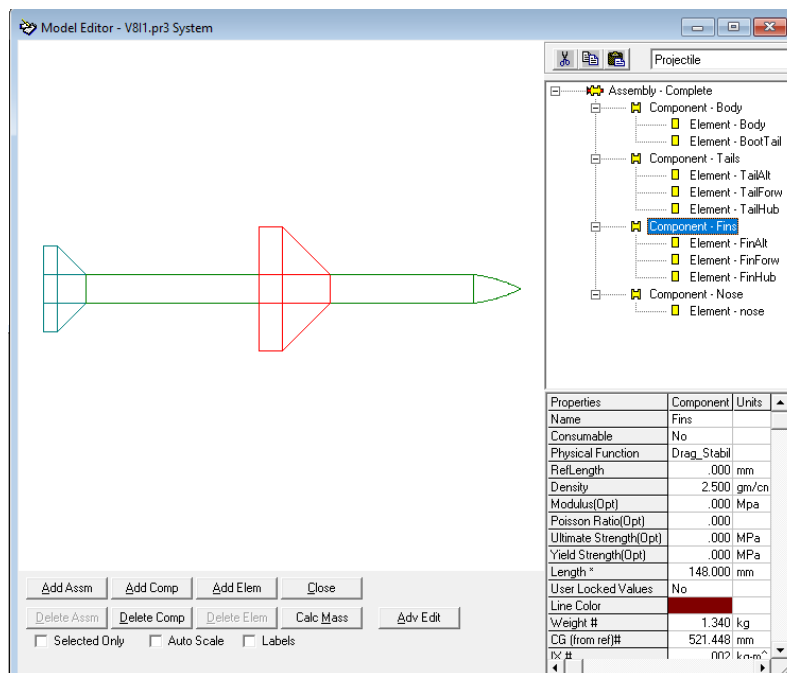 Model Editor - V8I1.pr3 System
Projectile
Assembly - Complete
Component - Body
Element - Body
Element - BootTail
Component - Tails
Element - TailAlt
Element - TailForw
Element - TailHub
Component - Fins
Element - FinAlt
Element - FinForw
Element - FinHub
Component - Nose
Element - nose
Properties Component Units
Name Fins
Consumable No
Physical Function Drag_Stabil
RefLength .000 mm
Density 2.500 gm/cn
Modulus(Opt) .000 Mpa
Poisson Ratio(Opt) .000
Ultimate Strength(Opt) .000 MPa
Yield Strength(Opt) .000 MPa
Length * 148.000 mm
User Locked Values No
Line Color
Weight # 1.340 kg
CG (from ref)# 521.448 mm
IX # .002 kg-m^
Add Assm Add Comp Add Elem Close
Delete Assm Delete Comp Delete Elem Calc Mass Adv Edit
Selected Only Auto Scale Labels